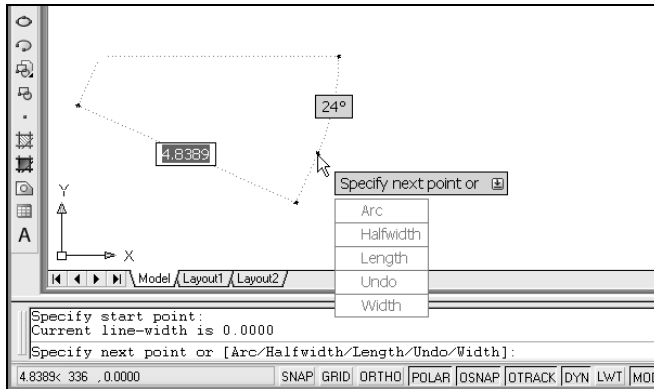 24°
4.8389
Specify next point or
Arc
Halfwidth
Length
Undo
Width
Y
X
A
Model Layout1 Layout2
Specify start point:
Current line-width is 0.0000
Specify next point or [Arc/Halfwidth/Length/Undo/Width]:
4.8389< 336 , 0.0000 SNAP GRID ORTHO POLAR OSNAP OTRACK DYN LWT